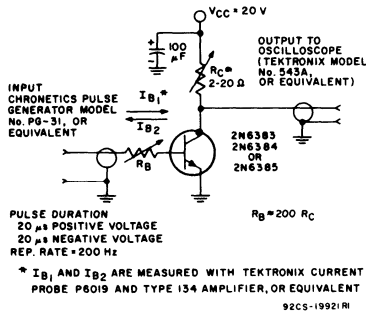 VCC = 20 V
100
μF
RC*
2-20 Ω
OUTPUT TO
OSCILLOSCOPE
(TEKTRONIX MODEL
No. 543A,
OR EQUIVALENT)
INPUT
CHRONETICS PULSE
GENERATOR MODEL
No. PG-31, OR
EQUIVALENT
IB1*
IB2
2N6383
2N6384
OR
2N6385
RB
RB ≈ 200 RC
PULSE DURATION
20 μs POSITIVE VOLTAGE
20 μs NEGATIVE VOLTAGE
REP. RATE = 200 Hz
* IB1 AND IB2 ARE MEASURED WITH TEKTRONIX CURRENT
PROBE P6019 AND TYPE 134 AMPLIFIER, OR EQUIVALENT
92CS-19921R1